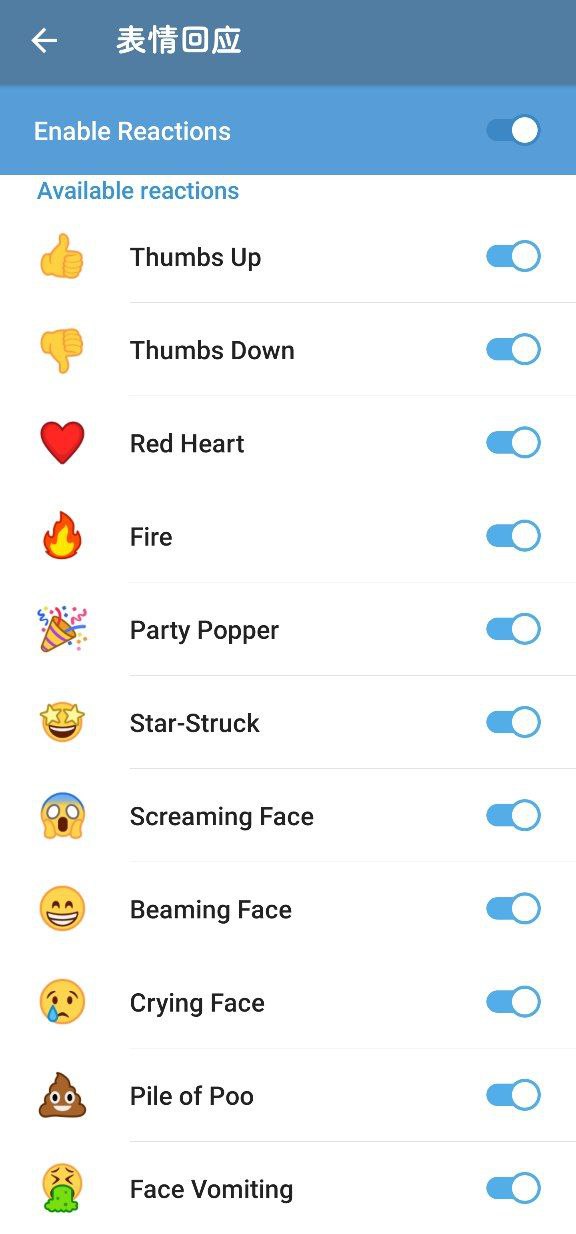 表情回应
Enable Reactions
Available reactions
Thumbs Up
Thumbs Down
Red Heart
Fire
Party Popper
Star-Struck
Screaming Face
Beaming Face
Crying Face
Pile of Poo
Face Vomiting